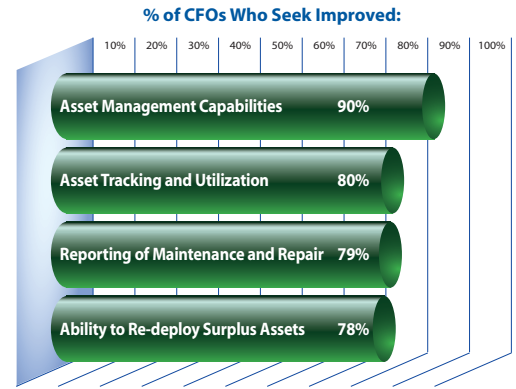 % of CFOs Who Seek Improved:
10% 20% 30% 40% 50% 60% 70% 80% 90% 100%
Asset Management Capabilities 90%
Asset Tracking and Utilization 80%
Reporting of Maintenance and Repair 79%
Ability to Re-deploy Surplus Assets 78%